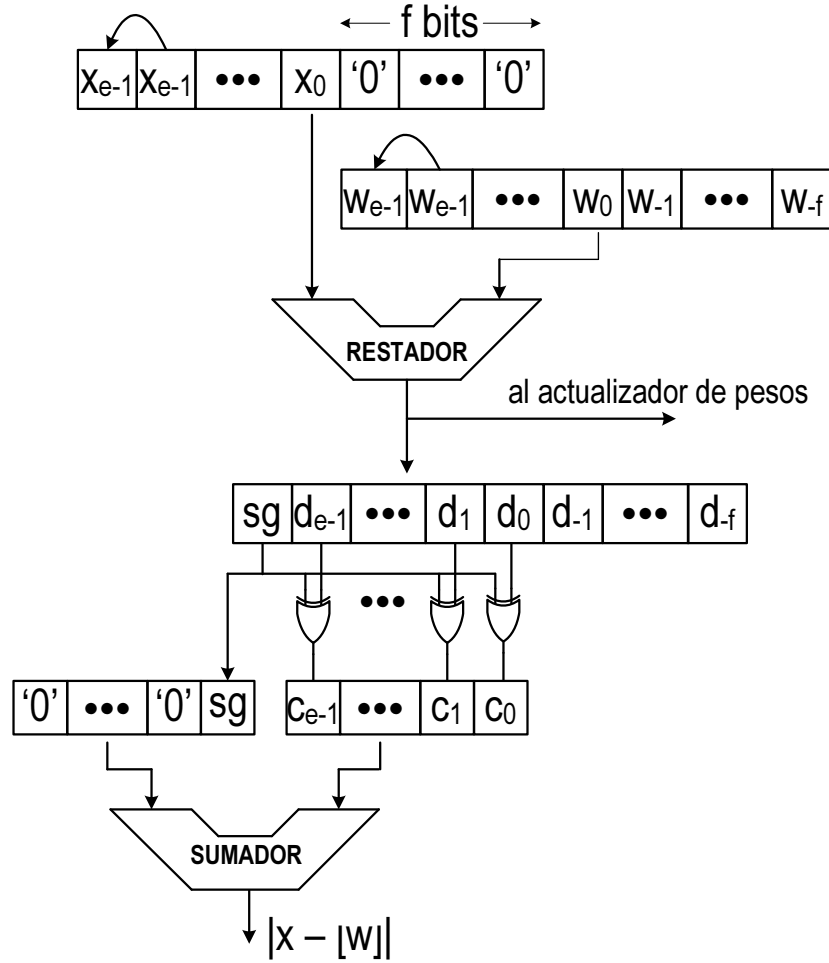 f bits
xe-1 xe-1 ••• x0 ‘0’ ••• ‘0’
we-1 we-1 ••• w0 w-1 ••• w-f
RESTADOR
al actualizador de pesos
sg de-1 ••• d1 d0 d-1 ••• d-f
•••
‘0’ ••• ‘0’ sg ce-1 ••• c1 c0
SUMADOR
|x – ⌊w⌋|